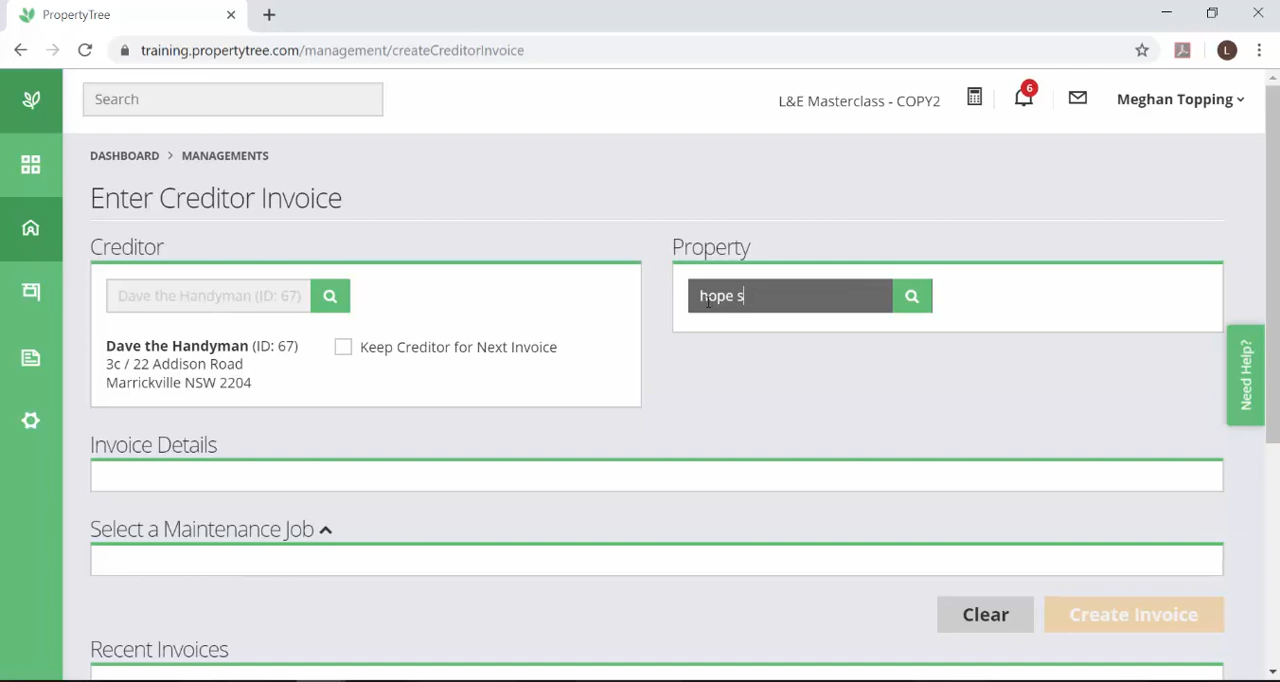 PropertyTree
training.propertytree.com/management/createCreditorInvoice
L
Search
L&E Masterclass - COPY2
6
Meghan Topping
DASHBOARD > MANAGEMENTS
Enter Creditor Invoice
Creditor
Property
Dave the Handyman (ID: 67)
hope s
Dave the Handyman (ID: 67)
Keep Creditor for Next Invoice
3c / 22 Addison Road
Marrickville NSW 2204
Need Help?
Invoice Details
Select a Maintenance Job
Clear
Create Invoice
Recent Invoices